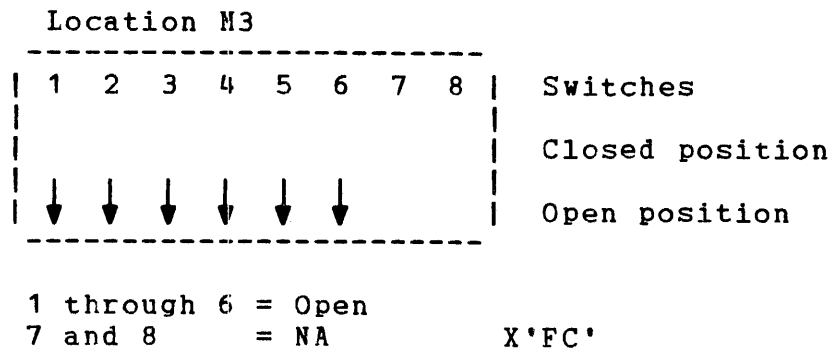 Location M3
1 2 3 4 5 6 7 8 Switches
Closed position
Open position
1 through 6 = Open
7 and 8 = NA X'FC'